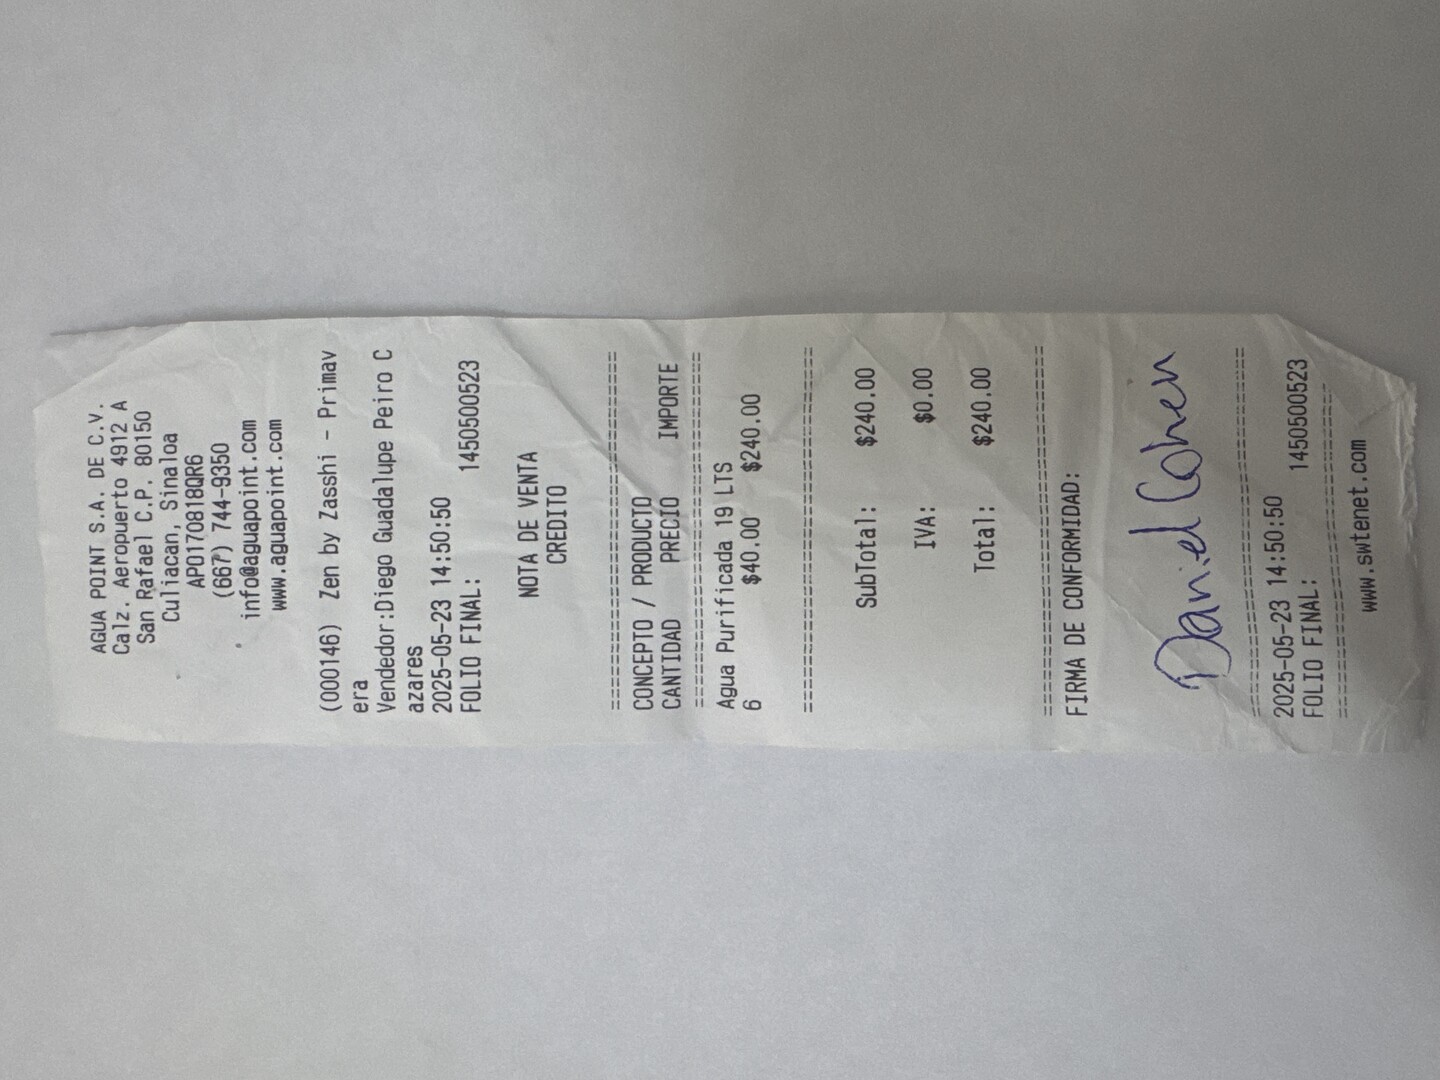 AGUA POINT S.A. DE C.V.
Calz. Aeropuerto 4912 A
San Rafael C.P. 80150
Culiacan, Sinaloa
APO170818QR6
(667) 744-9350
info@aguapoint.com
www.aguapoint.com
(000146) Zen by Zasshi - Primav
era
Vendedor:Diego Guadalupe Peiro C
azares
2025-05-23 14:50:50
FOLIO FINAL: 1450500523
NOTA DE VENTA
CREDITO
================================
CONCEPTO / PRODUCTO
CANTIDAD PRECIO IMPORTE
================================
Agua Purificada 19 LTS
6 $40.00 $240.00
================================
SubTotal: $240.00
IVA: $0.00
Total: $240.00
================================
FIRMA DE CONFORMIDAD:
Daniel Cohen
================================
2025-05-23 14:50:50
FOLIO FINAL: 1450500523
================================
www.swtenet.com